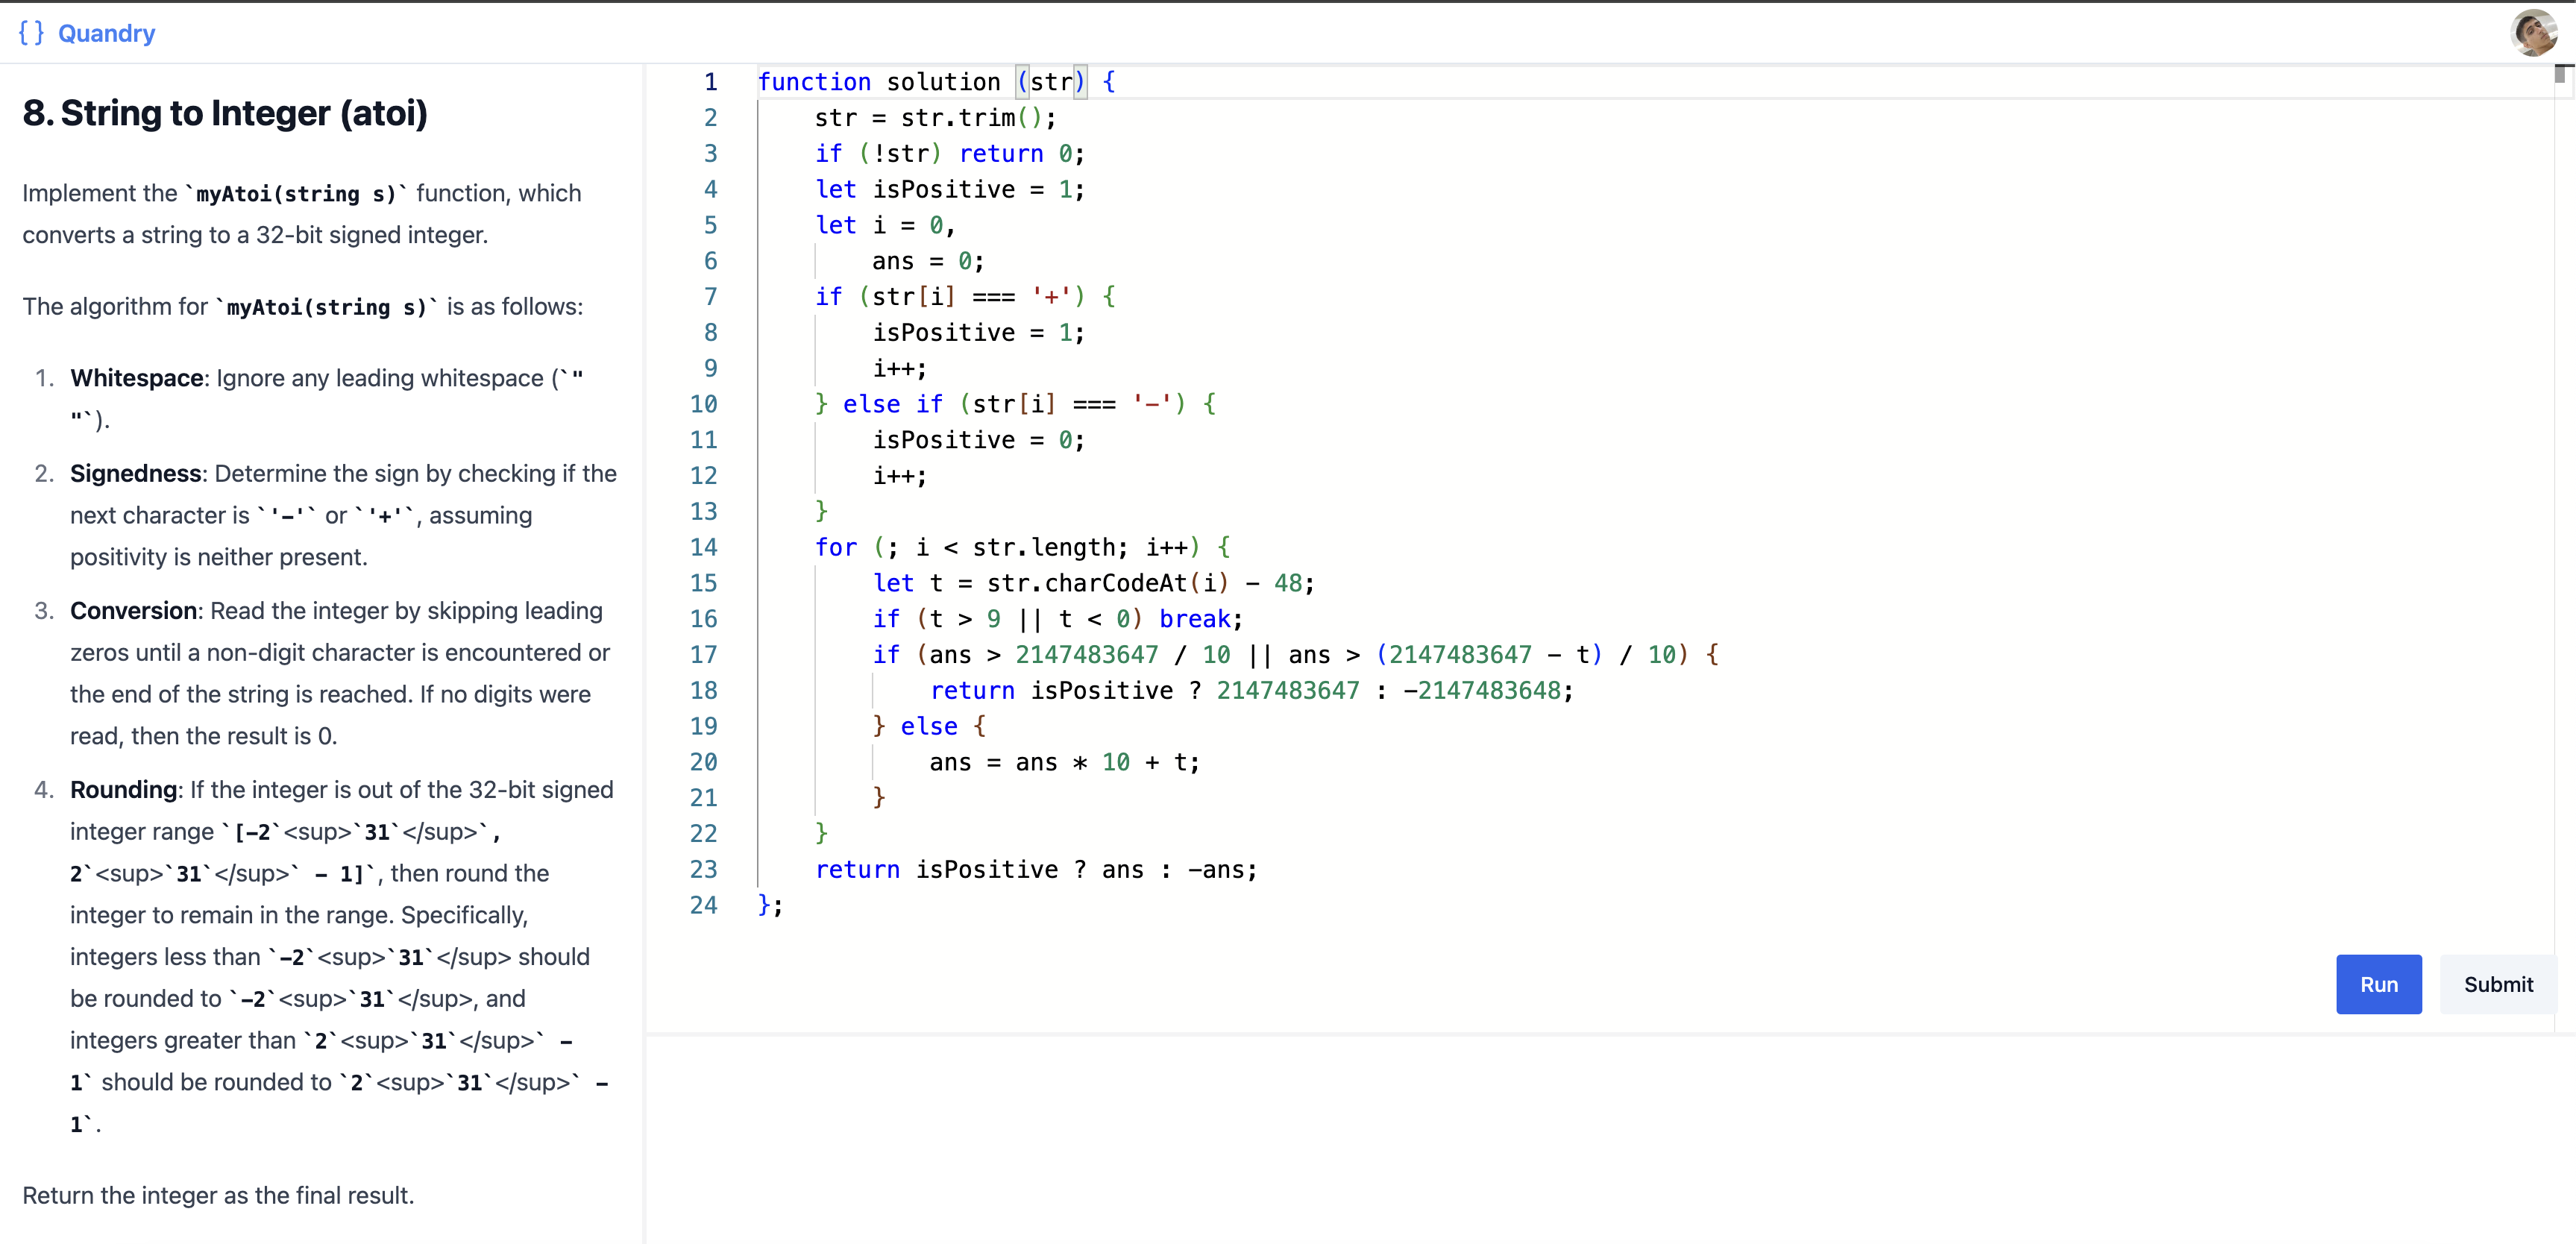 { } Quandry
8. String to Integer (atoi)
Implement the `myAtoi(string s)` function, which
converts a string to a 32-bit signed integer.
The algorithm for `myAtoi(string s)` is as follows:
1. Whitespace: Ignore any leading whitespace (`"
"`).
2. Signedness: Determine the sign by checking if the
next character is `'-'` or `'+'`, assuming
positivity is neither present.
3. Conversion: Read the integer by skipping leading
zeros until a non-digit character is encountered or
the end of the string is reached. If no digits were
read, then the result is 0.
4. Rounding: If the integer is out of the 32-bit signed
integer range `[-2`<sup>`31`</sup>`,
2`<sup>`31`</sup>` - 1]`, then round the
integer to remain in the range. Specifically,
integers less than `-2`<sup>`31`</sup> should
be rounded to `-2`<sup>`31`</sup>, and
integers greater than `2`<sup>`31`</sup>` -
1` should be rounded to `2`<sup>`31`</sup>` -
1`.
Return the integer as the final result.
1 function solution (str) {
2 str = str.trim();
3 if (!str) return 0;
4 let isPositive = 1;
5 let i = 0,
6 ans = 0;
7 if (str[i] === '+') {
8 isPositive = 1;
9 i++;
10 } else if (str[i] === '-') {
11 isPositive = 0;
12 i++;
13 }
14 for (; i < str.length; i++) {
15 let t = str.charCodeAt(i) - 48;
16 if (t > 9 || t < 0) break;
17 if (ans > 2147483647 / 10 || ans > (2147483647 - t) / 10) {
18 return isPositive ? 2147483647 : -2147483648;
19 } else {
20 ans = ans * 10 + t;
21 }
22 }
23 return isPositive ? ans : -ans;
24 };
Run Submit